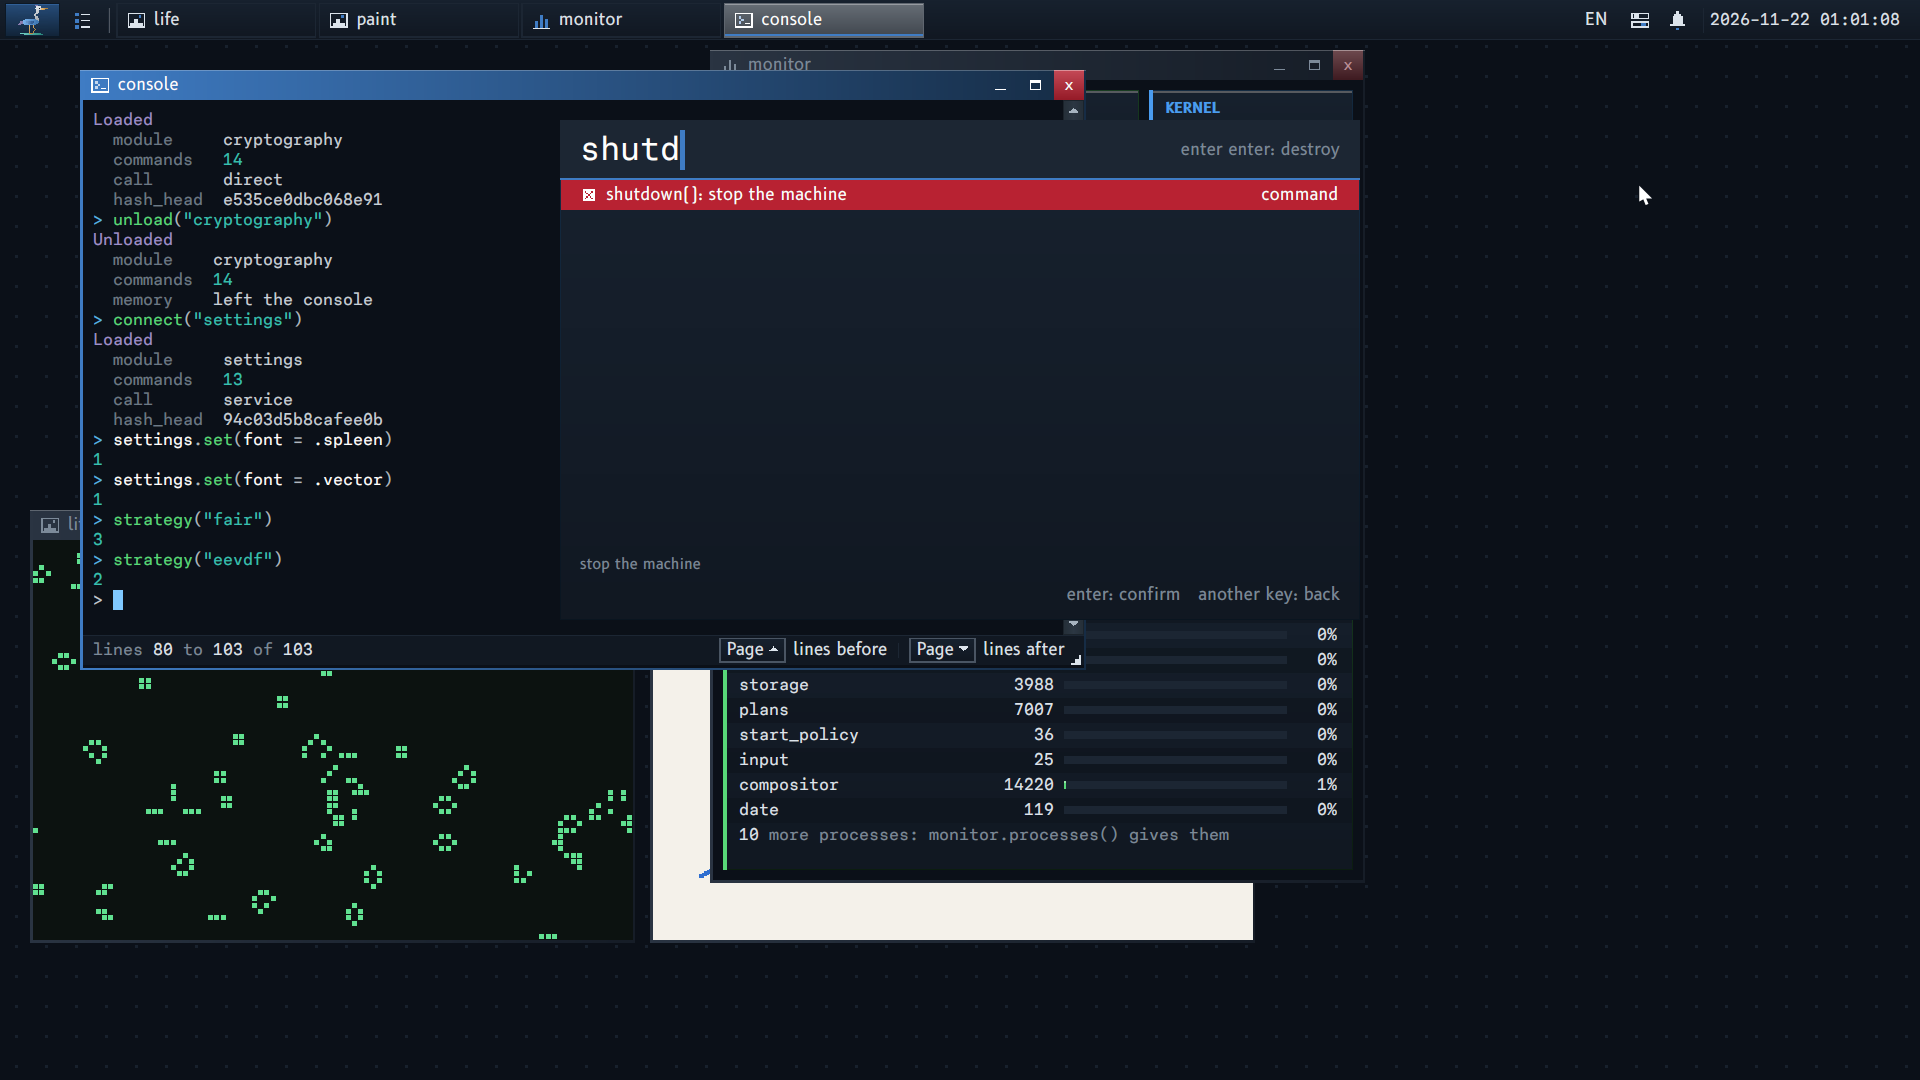 life
paint
monitor
console
EN
2026-11-22 01:01:08
monitor
x
console
x
KERNEL
Loaded
module cryptography
commands 14
call direct
hash_head e535ce0dbc068e91
> unload("cryptography")
Unloaded
module cryptography
commands 14
memory left the console
> connect("settings")
Loaded
module settings
commands 13
call service
hash_head 94c03d5b8cafee0b
> settings.set(font = .spleen)
1
> settings.set(font = .vector)
1
> strategy("fair")
3
> strategy("eevdf")
2
>
shutd
enter enter: destroy
shutdown(): stop the machine
command
stop the machine
enter: confirm another key: back
lines 80 to 103 of 103
Page lines before
Page lines after
li
0%
0%
storage 3988 0%
plans 7007 0%
start_policy 36 0%
input 25 0%
compositor 14220 1%
date 119 0%
10 more processes: monitor.processes() gives them